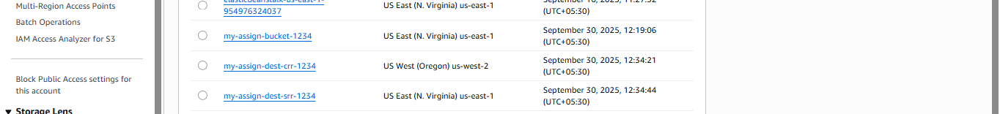 Multi-Region Access Points
Batch Operations
IAM Access Analyzer for S3
Block Public Access settings for
this account
▼ Storage Lens
elasticbeanstalk-us-east-1-
954976324037
US East (N. Virginia) us-east-1
(UTC+05:30)
my-assign-bucket-1234
US East (N. Virginia) us-east-1
September 30, 2025, 12:19:06
(UTC+05:30)
my-assign-dest-crr-1234
US West (Oregon) us-west-2
September 30, 2025, 12:34:21
(UTC+05:30)
my-assign-dest-srr-1234
US East (N. Virginia) us-east-1
September 30, 2025, 12:34:44
(UTC+05:30)